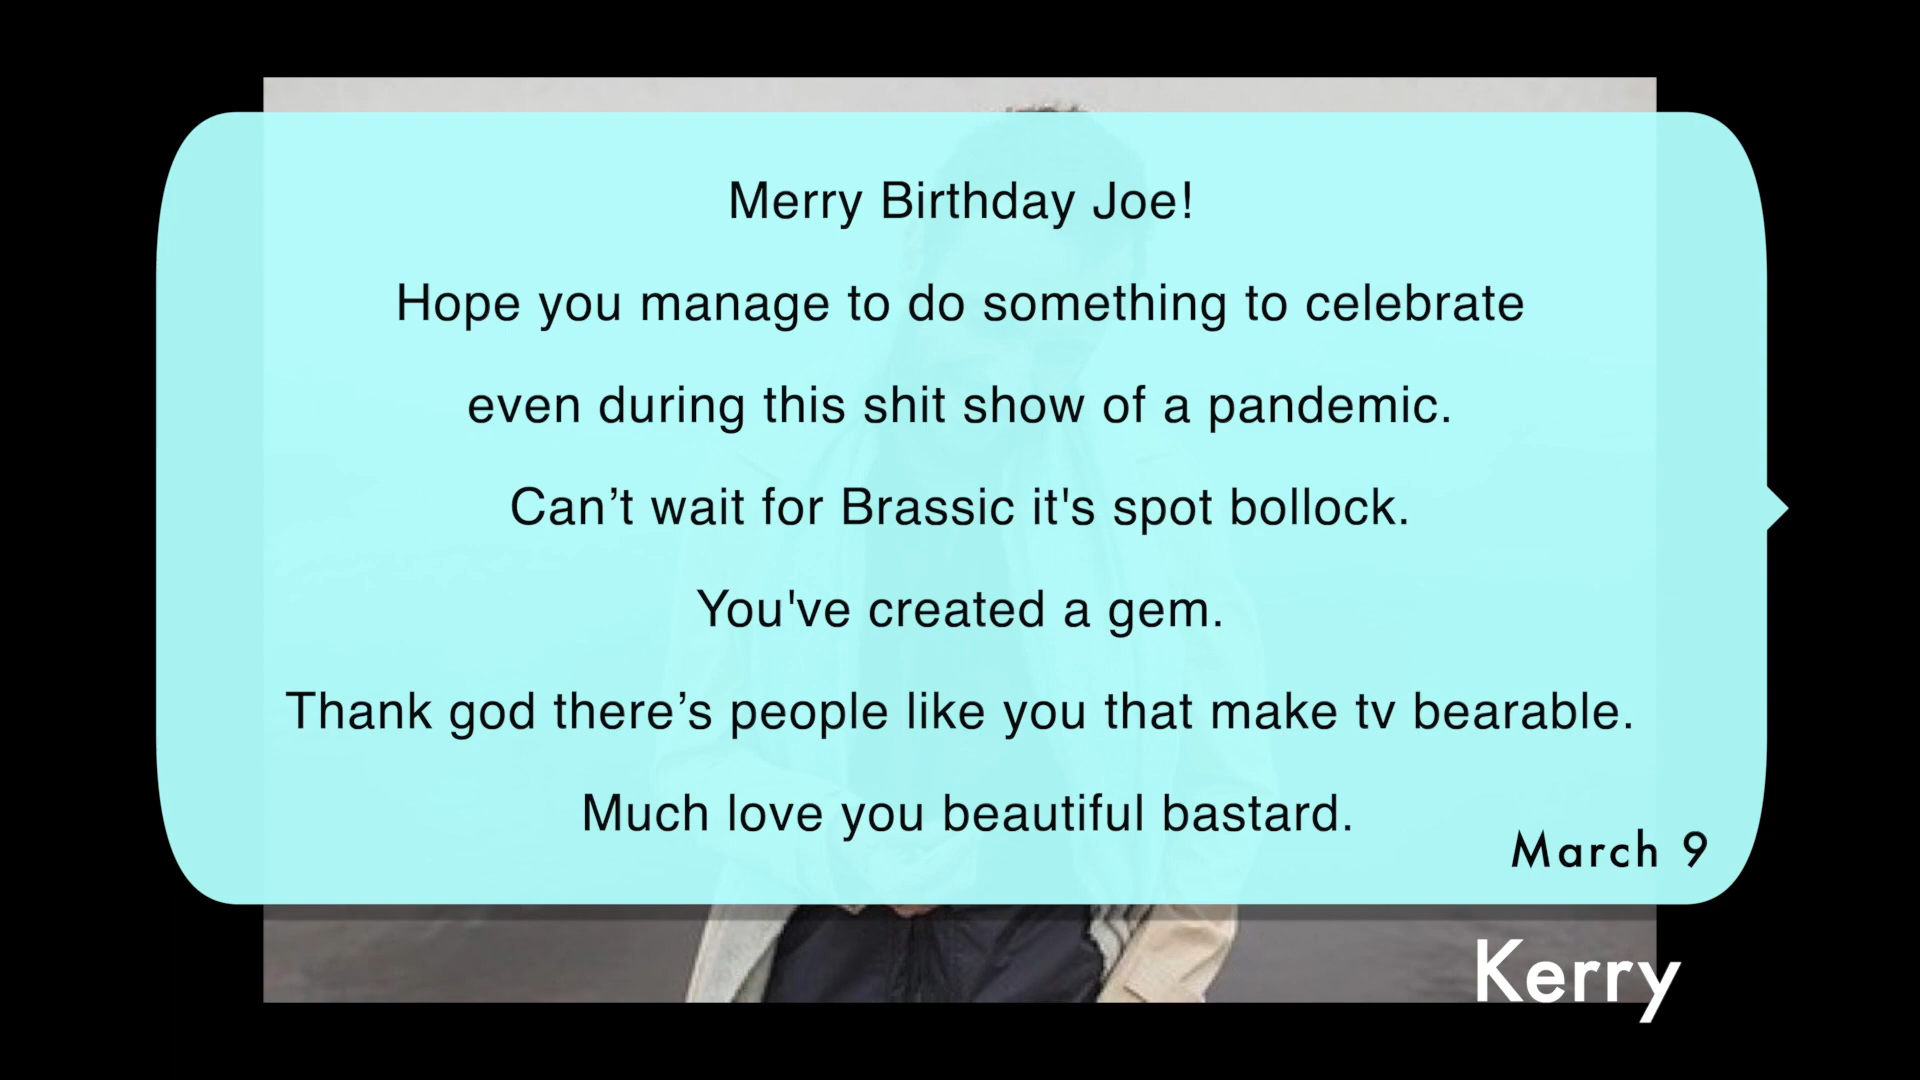 Merry Birthday Joe!
Hope you manage to do something to celebrate
even during this shit show of a pandemic.
Can’t wait for Brassic it's spot bollock.
You've created a gem.
Thank god there’s people like you that make tv bearable.
Much love you beautiful bastard.
March 9
Kerry